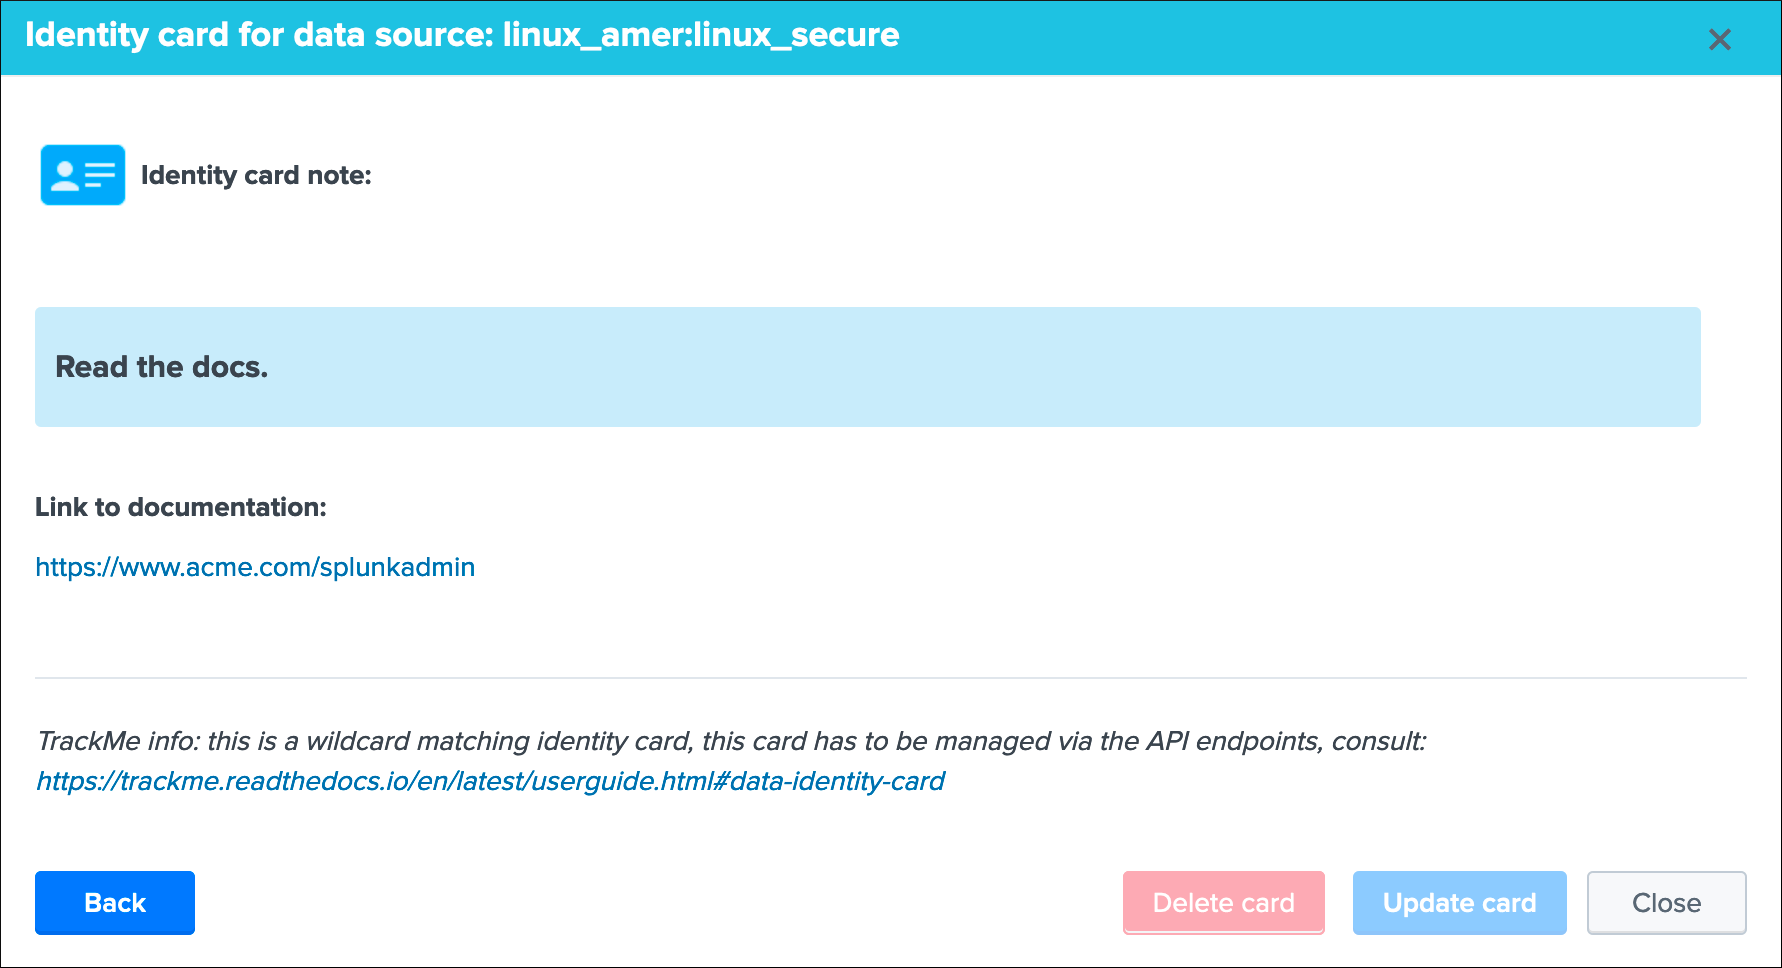 Identity card for data source: linux_amer:linux_secure
Identity card note:
Read the docs.
Link to documentation:
https://www.acme.com/splunkadmin
TrackMe info: this is a wildcard matching identity card, this card has to be managed via the API endpoints, consult:
https://trackme.readthedocs.io/en/latest/userguide.html#data-identity-card
Back
Delete card
Update card
Close